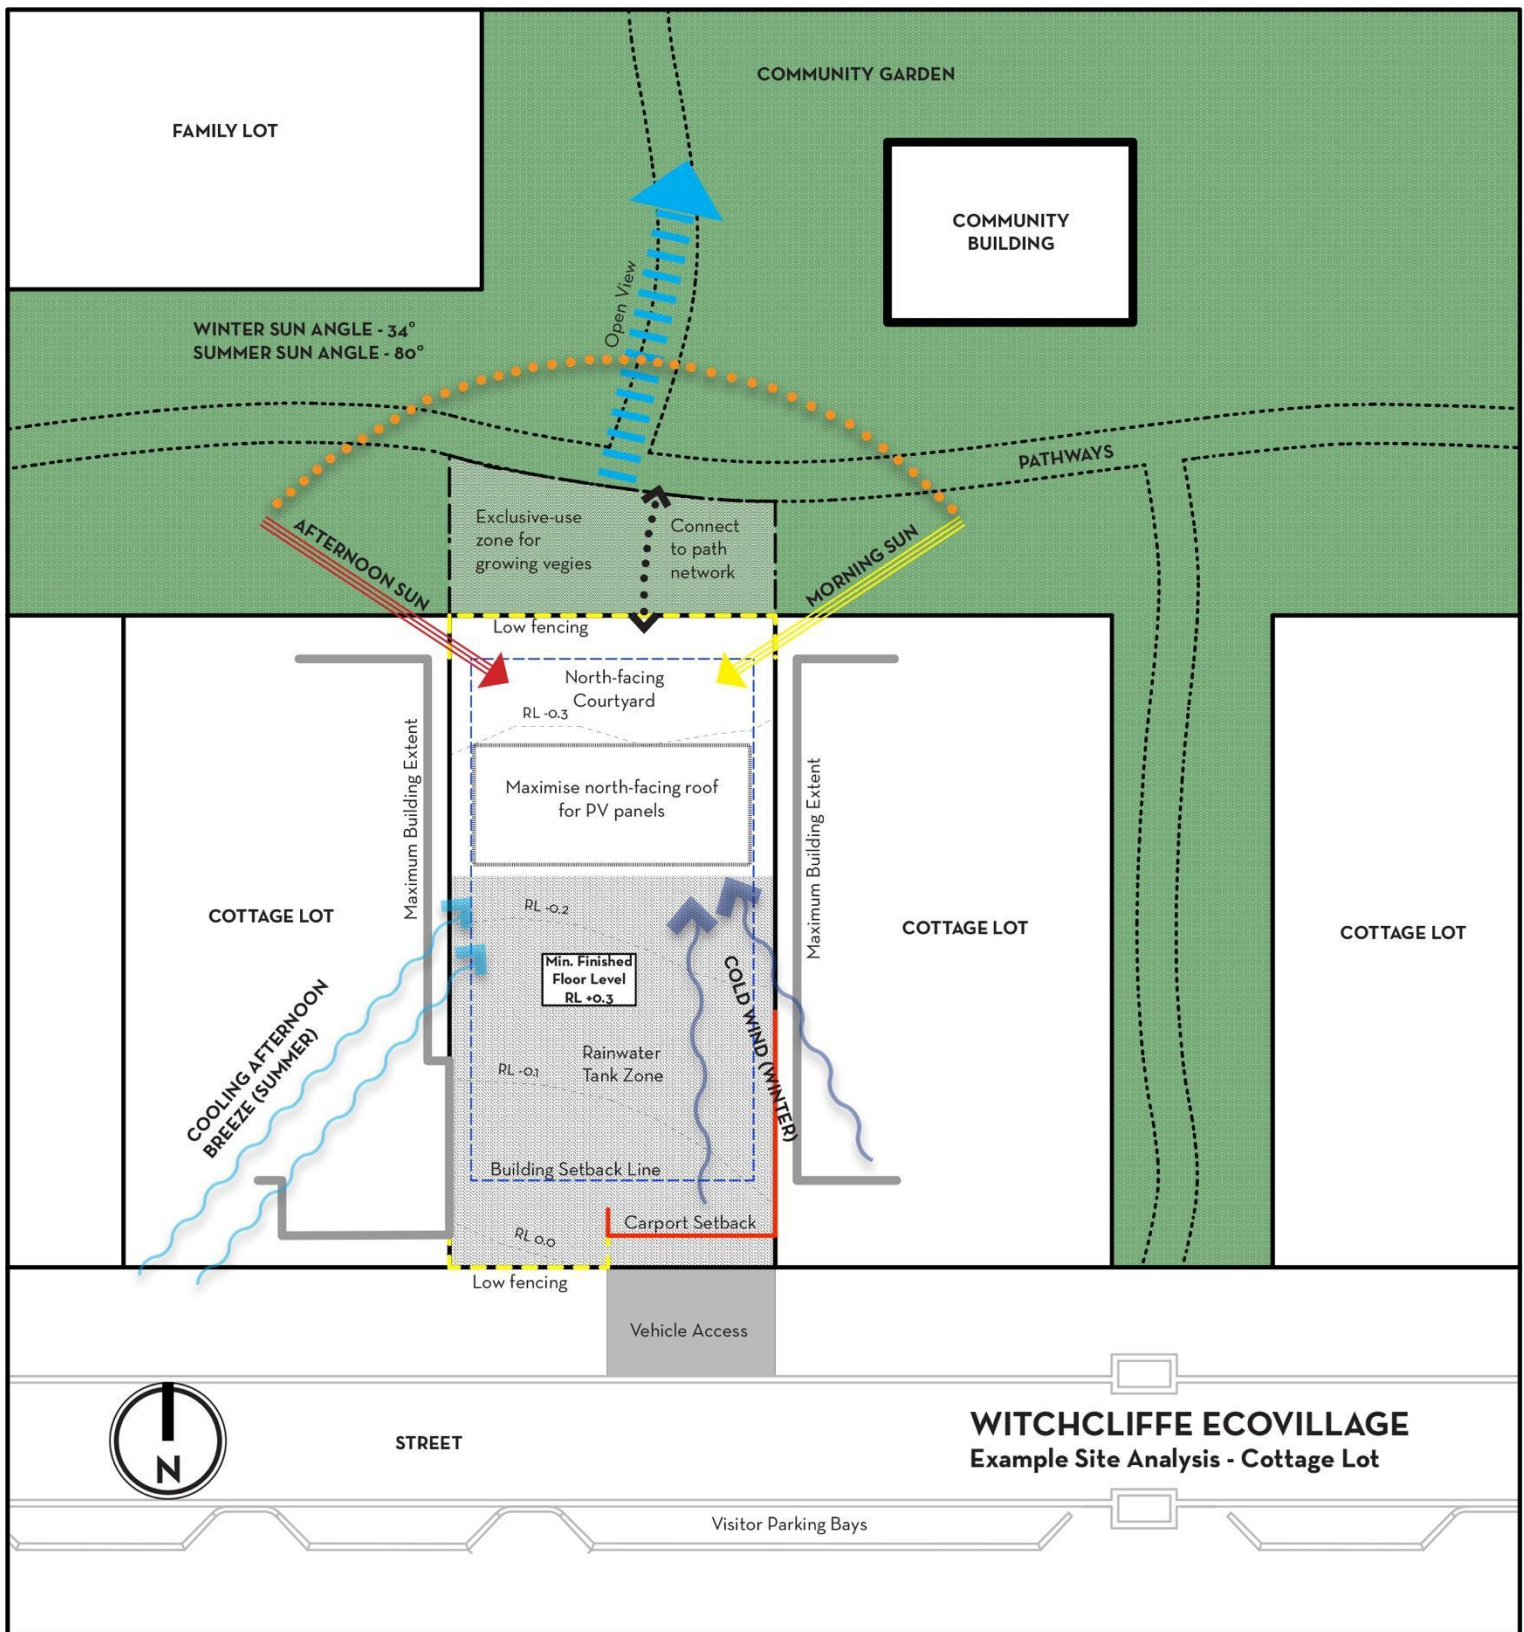 COMMUNITY GARDEN
FAMILY LOT
COMMUNITY
BUILDING
Open View
WINTER SUN ANGLE - 34°
SUMMER SUN ANGLE - 80°
PATHWAYS
AFTERNOON SUN
Exclusive-use
zone for
growing vegies
Connect
to path
network
MORNING SUN
Low fencing
North-facing
Courtyard
RL -0.3
Maximum Building Extent
Maximise north-facing roof
for PV panels
Maximum Building Extent
COTTAGE LOT
RL -0.2
COTTAGE LOT
COTTAGE LOT
Min. Finished
Floor Level
RL +0.3
COLD WIND (WINTER)
COOLING AFTERNOON
BREEZE (SUMMER)
Rainwater
Tank Zone
RL -0.1
Building Setback Line
Carport Setback
RL 0.0
Low fencing
Vehicle Access
N
STREET
WITCHCLIFFE ECOVILLAGE
Example Site Analysis - Cottage Lot
Visitor Parking Bays